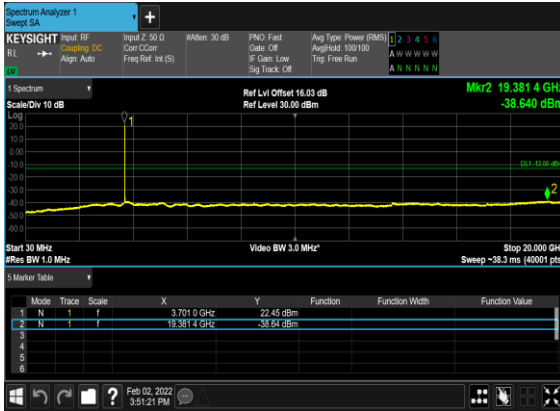 Spectrum Analyzer 1
Swept SA
+
KEYSIGHT Input: RF Input Z: 50 Ω #Atten: 30 dB PNO: Fast Avg Type: Power (RMS) 1 2 3 4 5 6
RL Coupling: DC Corr CCorr Gate: Off Avg|Hold: 100/100 A W W W W W
Align: Auto Freq Ref: Int (S) IF Gain: Low Trig: Free Run
Sig Track: Off A N N N N N
1 Spectrum Ref Lvl Offset 16.03 dB Mkr2 19.381 4 GHz
Scale/Div 10 dB Ref Level 30.00 dBm -38.640 dBm
Log
20.0
10.0
0.00
-10.0
-20.0
-30.0
-40.0
-50.0
-60.0
1
DL1 -13.00 dBm
2
Start 30 MHz Video BW 3.0 MHz* Stop 20.000 GH
#Res BW 1.0 MHz Sweep ~38.3 ms (40001 pts
5 Marker Table
Mode Trace Scale X Y Function Function Width Function Value
1 N 1 f 3.701 0 GHz 22.45 dBm
2 N 1 f 19.381 4 GHz -38.64 dBm
3
4
5
6
? Feb 02, 2022
3:51:21 PM